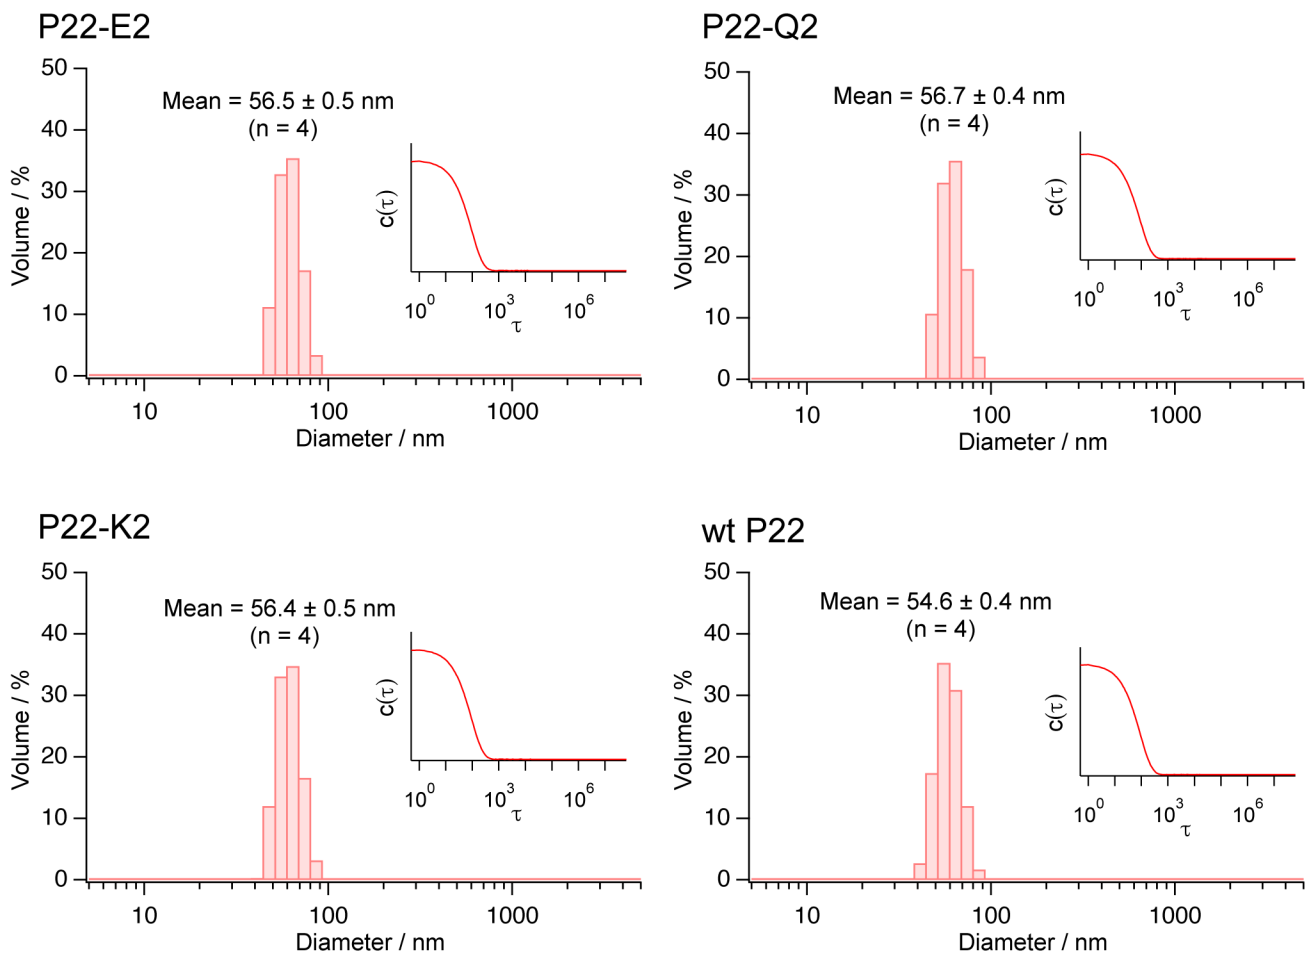 P22-E2
50
40
30
20
10
0
Volume / %
Mean = 56.5 ± 0.5 nm
(n = 4)
c(τ)
10^0 10^3 10^6
τ
10 100 1000
Diameter / nm
P22-Q2
50
40
30
20
10
0
Volume / %
Mean = 56.7 ± 0.4 nm
(n = 4)
c(τ)
10^0 10^3 10^6
τ
10 100 1000
Diameter / nm
P22-K2
50
40
30
20
10
0
Volume / %
Mean = 56.4 ± 0.5 nm
(n = 4)
c(τ)
10^0 10^3 10^6
τ
10 100 1000
Diameter / nm
wt P22
50
40
30
20
10
0
Volume / %
Mean = 54.6 ± 0.4 nm
(n = 4)
c(τ)
10^0 10^3 10^6
τ
10 100 1000
Diameter / nm